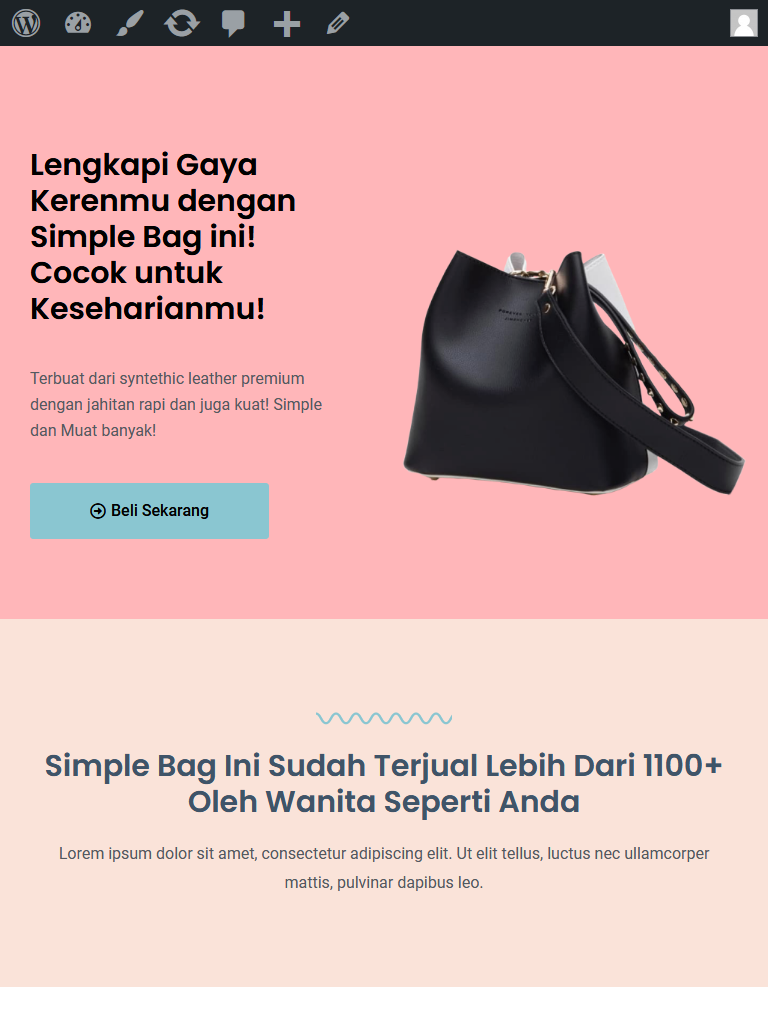 Lengkapi Gaya
Kerenmu dengan
Simple Bag ini!
Cocok untuk
Keseharianmu!
Terbuat dari syntethic leather premium
dengan jahitan rapi dan juga kuat! Simple
dan Muat banyak!
Beli Sekarang
Simple Bag Ini Sudah Terjual Lebih Dari 1100+
Oleh Wanita Seperti Anda
Lorem ipsum dolor sit amet, consectetur adipiscing elit. Ut elit tellus, luctus nec ullamcorper
mattis, pulvinar dapibus leo.